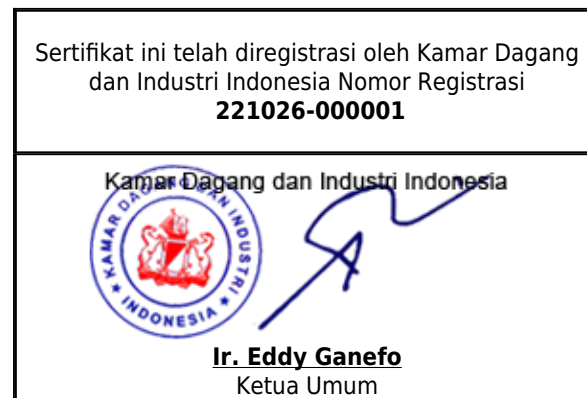 Sertifikat ini telah diregistrasi oleh Kamar Dagang
dan Industri Indonesia Nomor Registrasi
221026-000001
Kamar Dagang dan Industri Indonesia
KAMAR DAGANG DAN INDUSTRI
* INDONESIA *
Ir. Eddy Ganefo
Ketua Umum